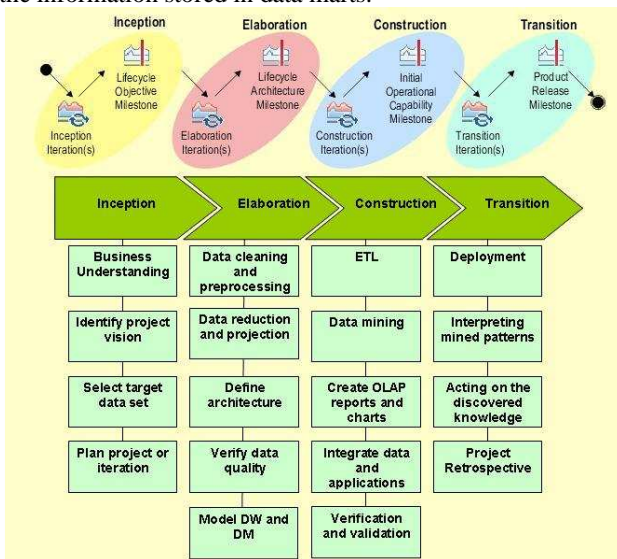 the information stored in data marts.
Inception
Elaboration
Construction
Transition
Lifecycle
Objective
Milestone
Lifecycle
Architecture
Milestone
Initial
Operational
Capability
Milestone
Product
Release
Milestone
Inception
Iteration(s)
Elaboration
Iteration(s)
Construction
Iteration(s)
Transition
Iteration(s)
Inception
Elaboration
Construction
Transition
Business
Understanding
Data cleaning
and
preprocessing
ETL
Deployment
Identify project
vision
Data reduction
and projection
Data mining
Interpreting
mined patterns
Select target
data set
Define
architecture
Create OLAP
reports and
charts
Acting on the
discovered
knowledge
Plan project or
iteration
Verify data
quality
Integrate data
and
applications
Project
Retrospective
Model DW and
DM
Verification
and validation